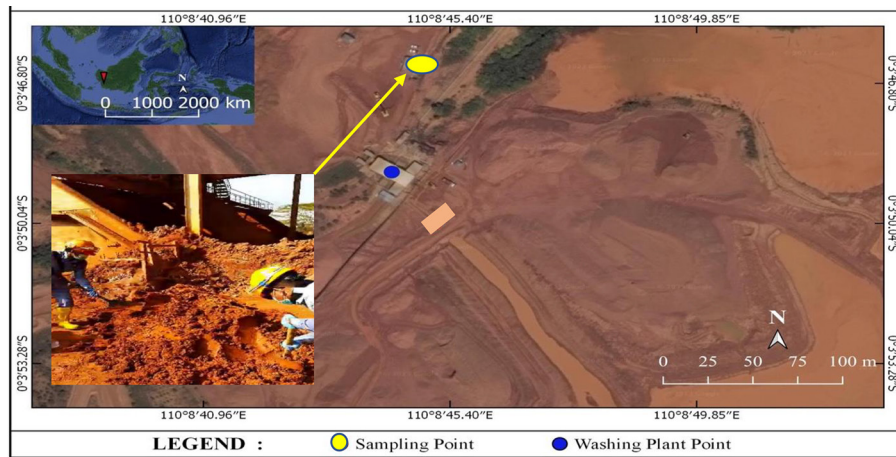 110°8'40.96"E 110°8'45.40"E 110°8'49.85"E
0°3'46.80"S
0°3'50.04"S
0°3'53.28"S
N
0 1000 2000 km
0°3'46.80"S
0°3'50.04"S
0°3'53.28"S
N
0 25 50 75 100 m
110°8'40.96"E 110°8'45.40"E 110°8'49.85"E
LEGEND : Sampling Point Washing Plant Point